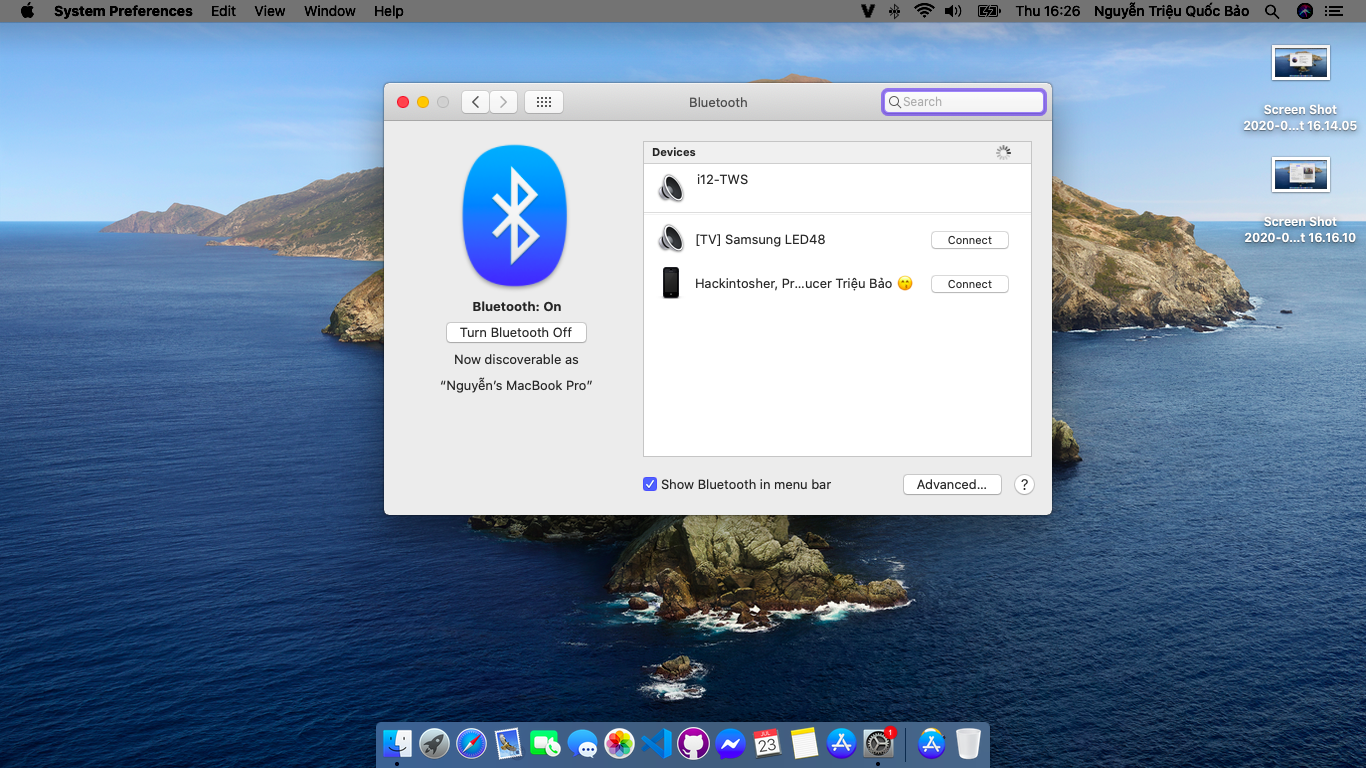 System Preferences Edit View Window Help
Thu 16:26 Nguyễn Triệu Quốc Bảo
Bluetooth
Search
Screen Shot
2020-0...t 16.14.05
Screen Shot
2020-0...t 16.16.10
Bluetooth: On
Turn Bluetooth Off
Now discoverable as
“Nguyễn’s MacBook Pro”
Devices
i12-TWS
[TV] Samsung LED48
Connect
Hackintosher, Pr...ucer Triệu Bảo 😙
Connect
Show Bluetooth in menu bar
Advanced...
?
JUL
23
1